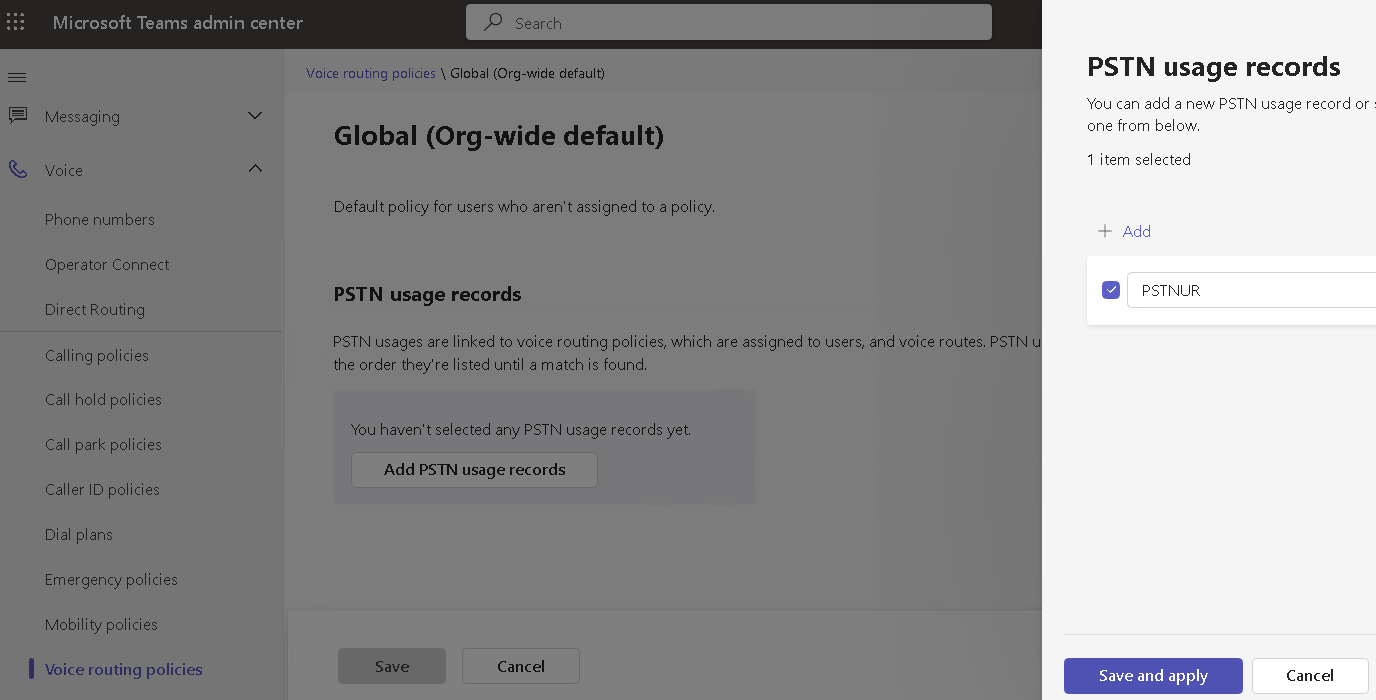 Microsoft Teams admin center
Search
Messaging
Voice
Phone numbers
Operator Connect
Direct Routing
Calling policies
Call hold policies
Call park policies
Caller ID policies
Dial plans
Emergency policies
Mobility policies
Voice routing policies
Voice routing policies \ Global (Org-wide default)
Global (Org-wide default)
Default policy for users who aren't assigned to a policy.
PSTN usage records
PSTN usages are linked to voice routing policies, which are assigned to users, and voice routes. PSTN u
the order they're listed until a match is found.
You haven't selected any PSTN usage records yet.
Add PSTN usage records
Save
Cancel
PSTN usage records
You can add a new PSTN usage record or s
one from below.
1 item selected
+ Add
PSTNUR
Save and apply
Cancel